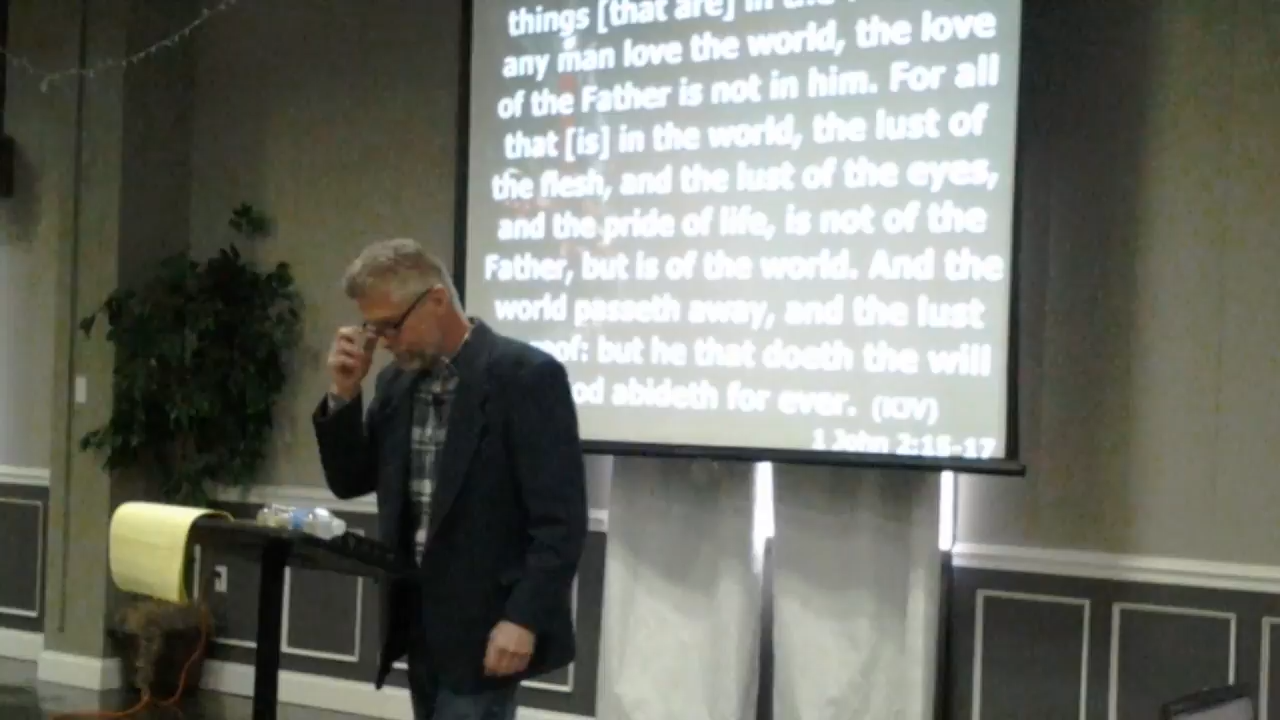 things [that are] in the
any man love the world, the love
of the Father is not in him. For all
that [is] in the world, the lust of
the flesh, and the lust of the eyes,
and the pride of life, is not of the
Father, but is of the world. And the
world passeth away, and the lust
but he that doeth the will
abideth for ever. (KJV)
1 John 2:15-17